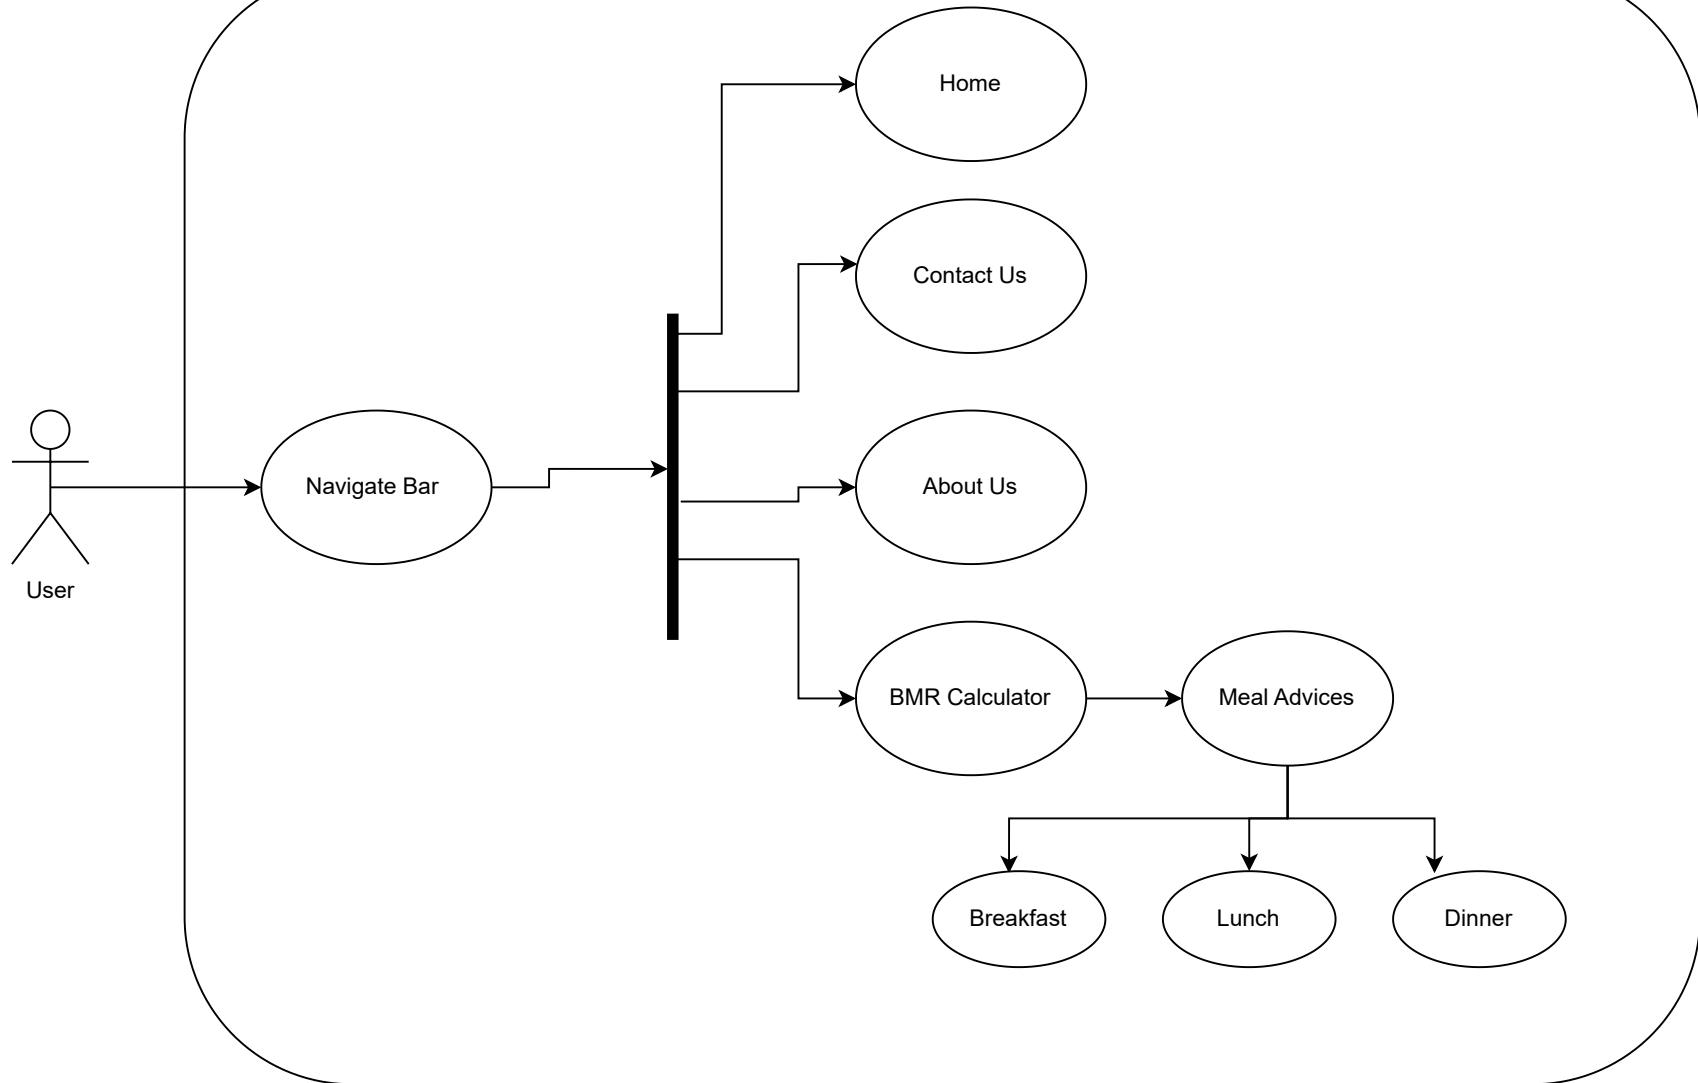 Home
Contact Us
Navigate Bar
About Us
User
BMR Calculator
Meal Advices
Breakfast
Lunch
Dinner